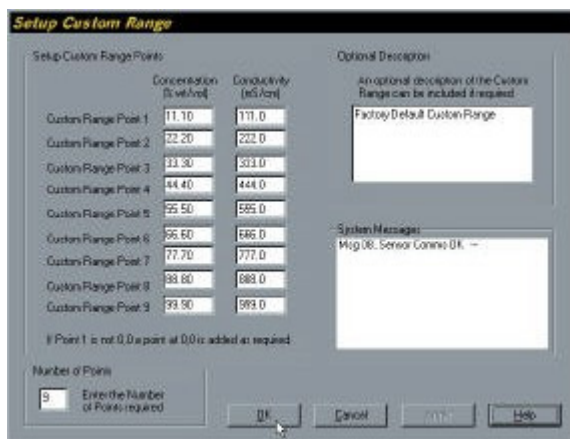 Setup Custom Range
Setup Custom Range Points
Concentration Conductivity
(% wt/vol) (mS/cm)
Custom Range Point 1 11.10 111.0
Custom Range Point 2 22.20 222.0
Custom Range Point 3 33.30 333.0
Custom Range Point 4 44.40 444.0
Custom Range Point 5 55.50 555.0
Custom Range Point 6 66.60 666.0
Custom Range Point 7 77.70 777.0
Custom Range Point 8 88.80 888.0
Custom Range Point 9 99.90 999.0
If Point 1 is not 0,0 a point at 0,0 is added as required
Number of Points
9 Enter the Number
of Points required
Optional Description
An optional description of the Custom
Range can be included if required
Factory Default Custom Range
System Messages
Msg 08. Sensor Comms OK. --
OK Cancel Help